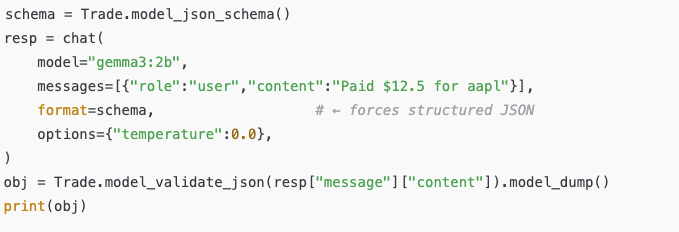 schema = Trade.model_json_schema()
resp = chat(
    model="gemma3:2b",
    messages=[{"role":"user","content":"Paid $12.5 for aapl"}],
    format=schema,                   # ← forces structured JSON
    options={"temperature":0.0},
)
obj = Trade.model_validate_json(resp["message"]["content"]).model_dump()
print(obj)